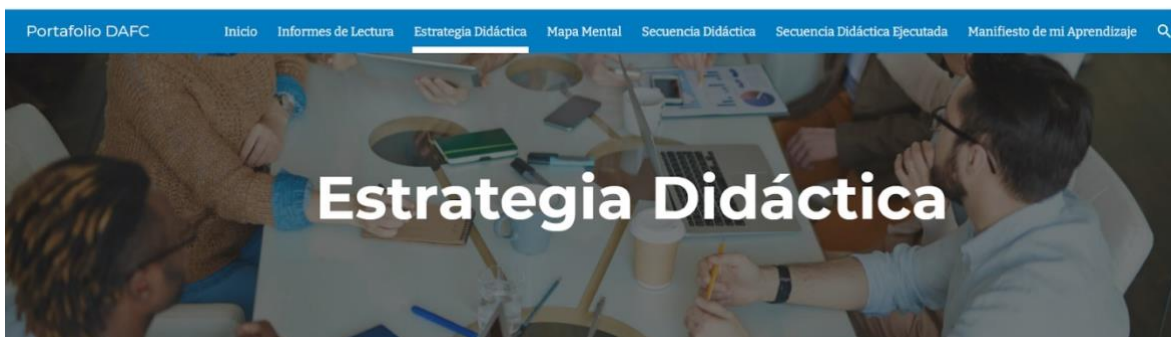 Portafolio DAFC Inicio Informes de Lectura Estrategia Didáctica Mapa Mental Secuencia Didáctica Secuencia Didáctica Ejecutada Manifiesto de mi Aprendizaje
Estrategia Didáctica